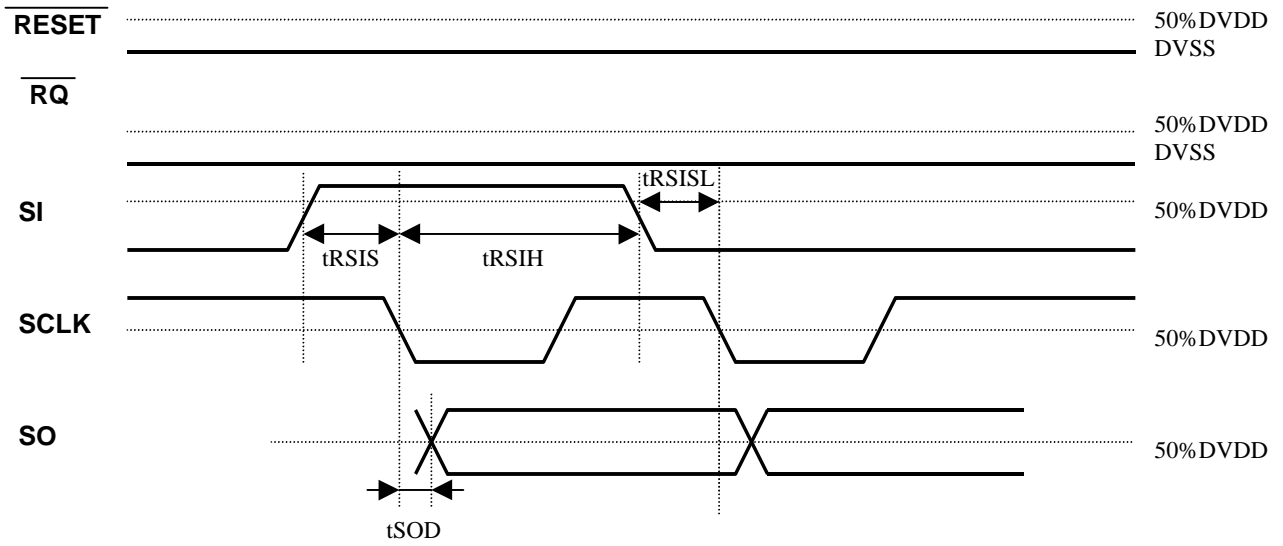 RESET
50%DVDD
DVSS
RQ
50%DVDD
DVSS
tRSISL
SI
50%DVDD
tRSIS
tRSIH
SCLK
50%DVDD
SO
50%DVDD
tSOD